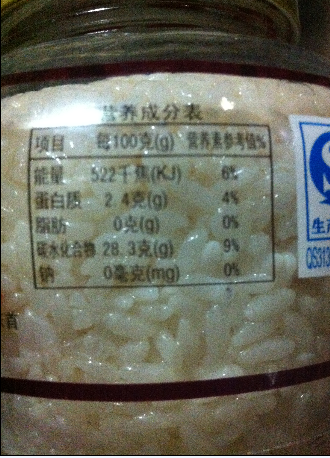 营养成分表
项目 每100克(g) 营养素参考值%
能量 522千焦(KJ) 6%
蛋白质 2.4克(g) 4%
脂肪 0克(g) 0%
碳水化合物 28.3克(g) 9%
钠 0毫克(mg) 0%
生产
QS313